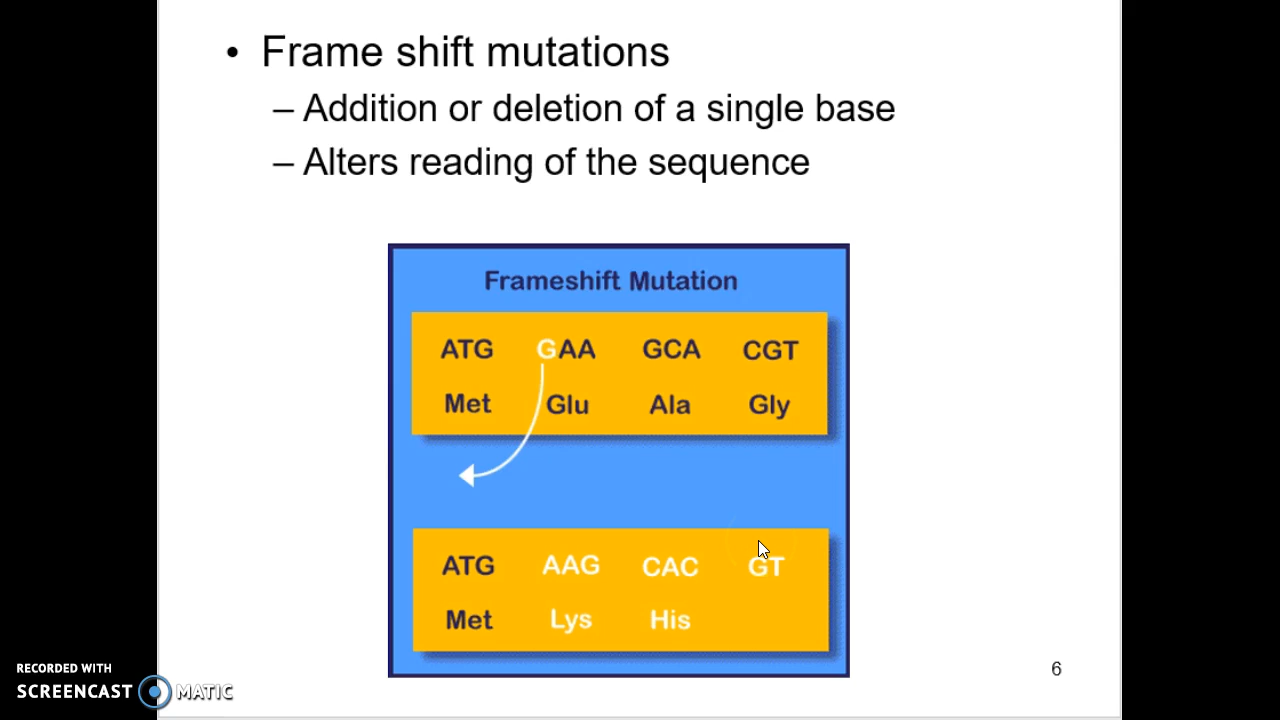 • Frame shift mutations
– Addition or deletion of a single base
– Alters reading of the sequence
Frameshift Mutation
ATG GAA GCA CGT
Met Glu Ala Gly
ATG AAG CAC GT
Met Lys His
6
RECORDED WITH
SCREENCAST MATIC